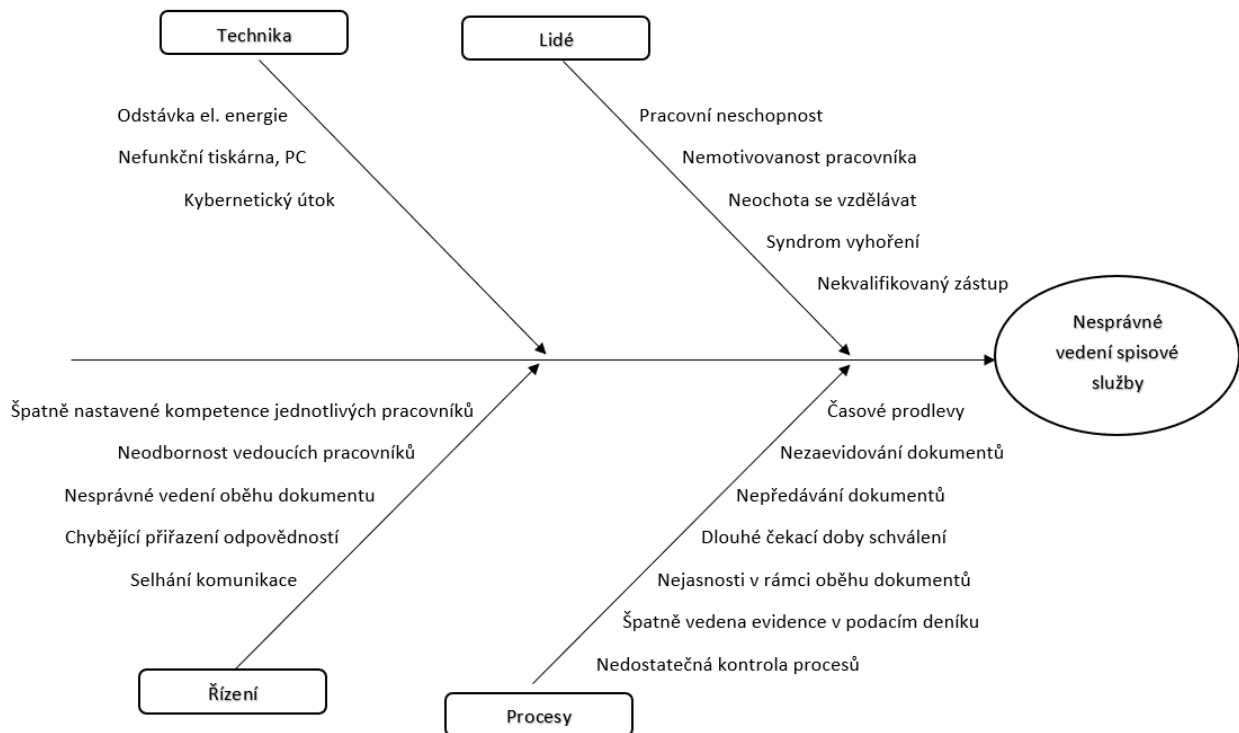 Technika
Lidé
Odstávka el. energie
Nefunkční tiskárna, PC
Kybernetický útok
Pracovní neschopnost
Nemotivovanost pracovníka
Neochota se vzdělávat
Syndrom vyhoření
Nekvalifikovaný zástup
Nesprávné
vedení spisové
služby
Špatně nastavené kompetence jednotlivých pracovníků
Neodbornost vedoucích pracovníků
Nesprávné vedení oběhu dokumentu
Chybějící přiřazení odpovědností
Selhání komunikace
Časové prodlevy
Nezaevidování dokumentů
Nepředávání dokumentů
Dlouhé čekací doby schválení
Nejasnosti v rámci oběhu dokumentů
Špatně vedena evidence v podacím deníku
Nedostatečná kontrola procesů
Řízení
Procesy